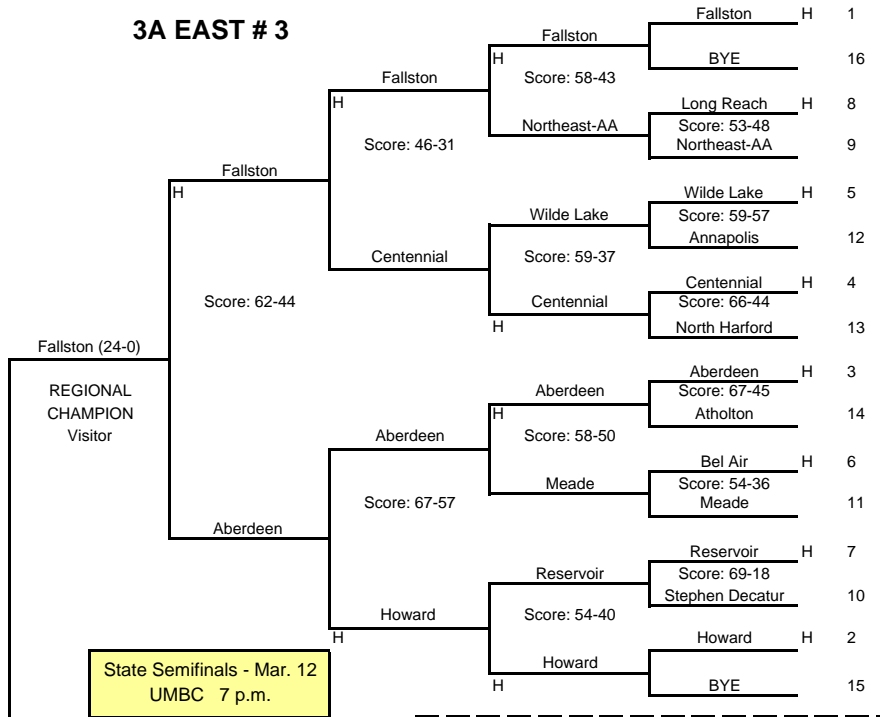 3A EAST # 3
Fallston H 1
Fallston
BYE 16
H
Score: 58-43
Fallston
H
Long Reach H 8
Northeast-AA
Score: 53-48
Northeast-AA 9
Score: 46-31
Fallston
H
Wilde Lake H 5
Wilde Lake
Score: 59-57
Annapolis 12
Centennial
Score: 59-37
Centennial H 4
Centennial
Score: 66-44
H
North Harford 13
Score: 62-44
Fallston (24-0)
REGIONAL
CHAMPION
Visitor
Aberdeen H 3
Aberdeen
Score: 67-45
H
Atholton 14
Aberdeen
Score: 58-50
Bel Air H 6
Meade
Score: 54-36
Meade 11
Score: 67-57
Aberdeen
Reservoir H 7
Reservoir
Score: 69-18
Stephen Decatur 10
Howard
H
Score: 54-40
Howard H 2
Howard
H
BYE 15
State Semifinals - Mar. 12
UMBC 7 p.m.